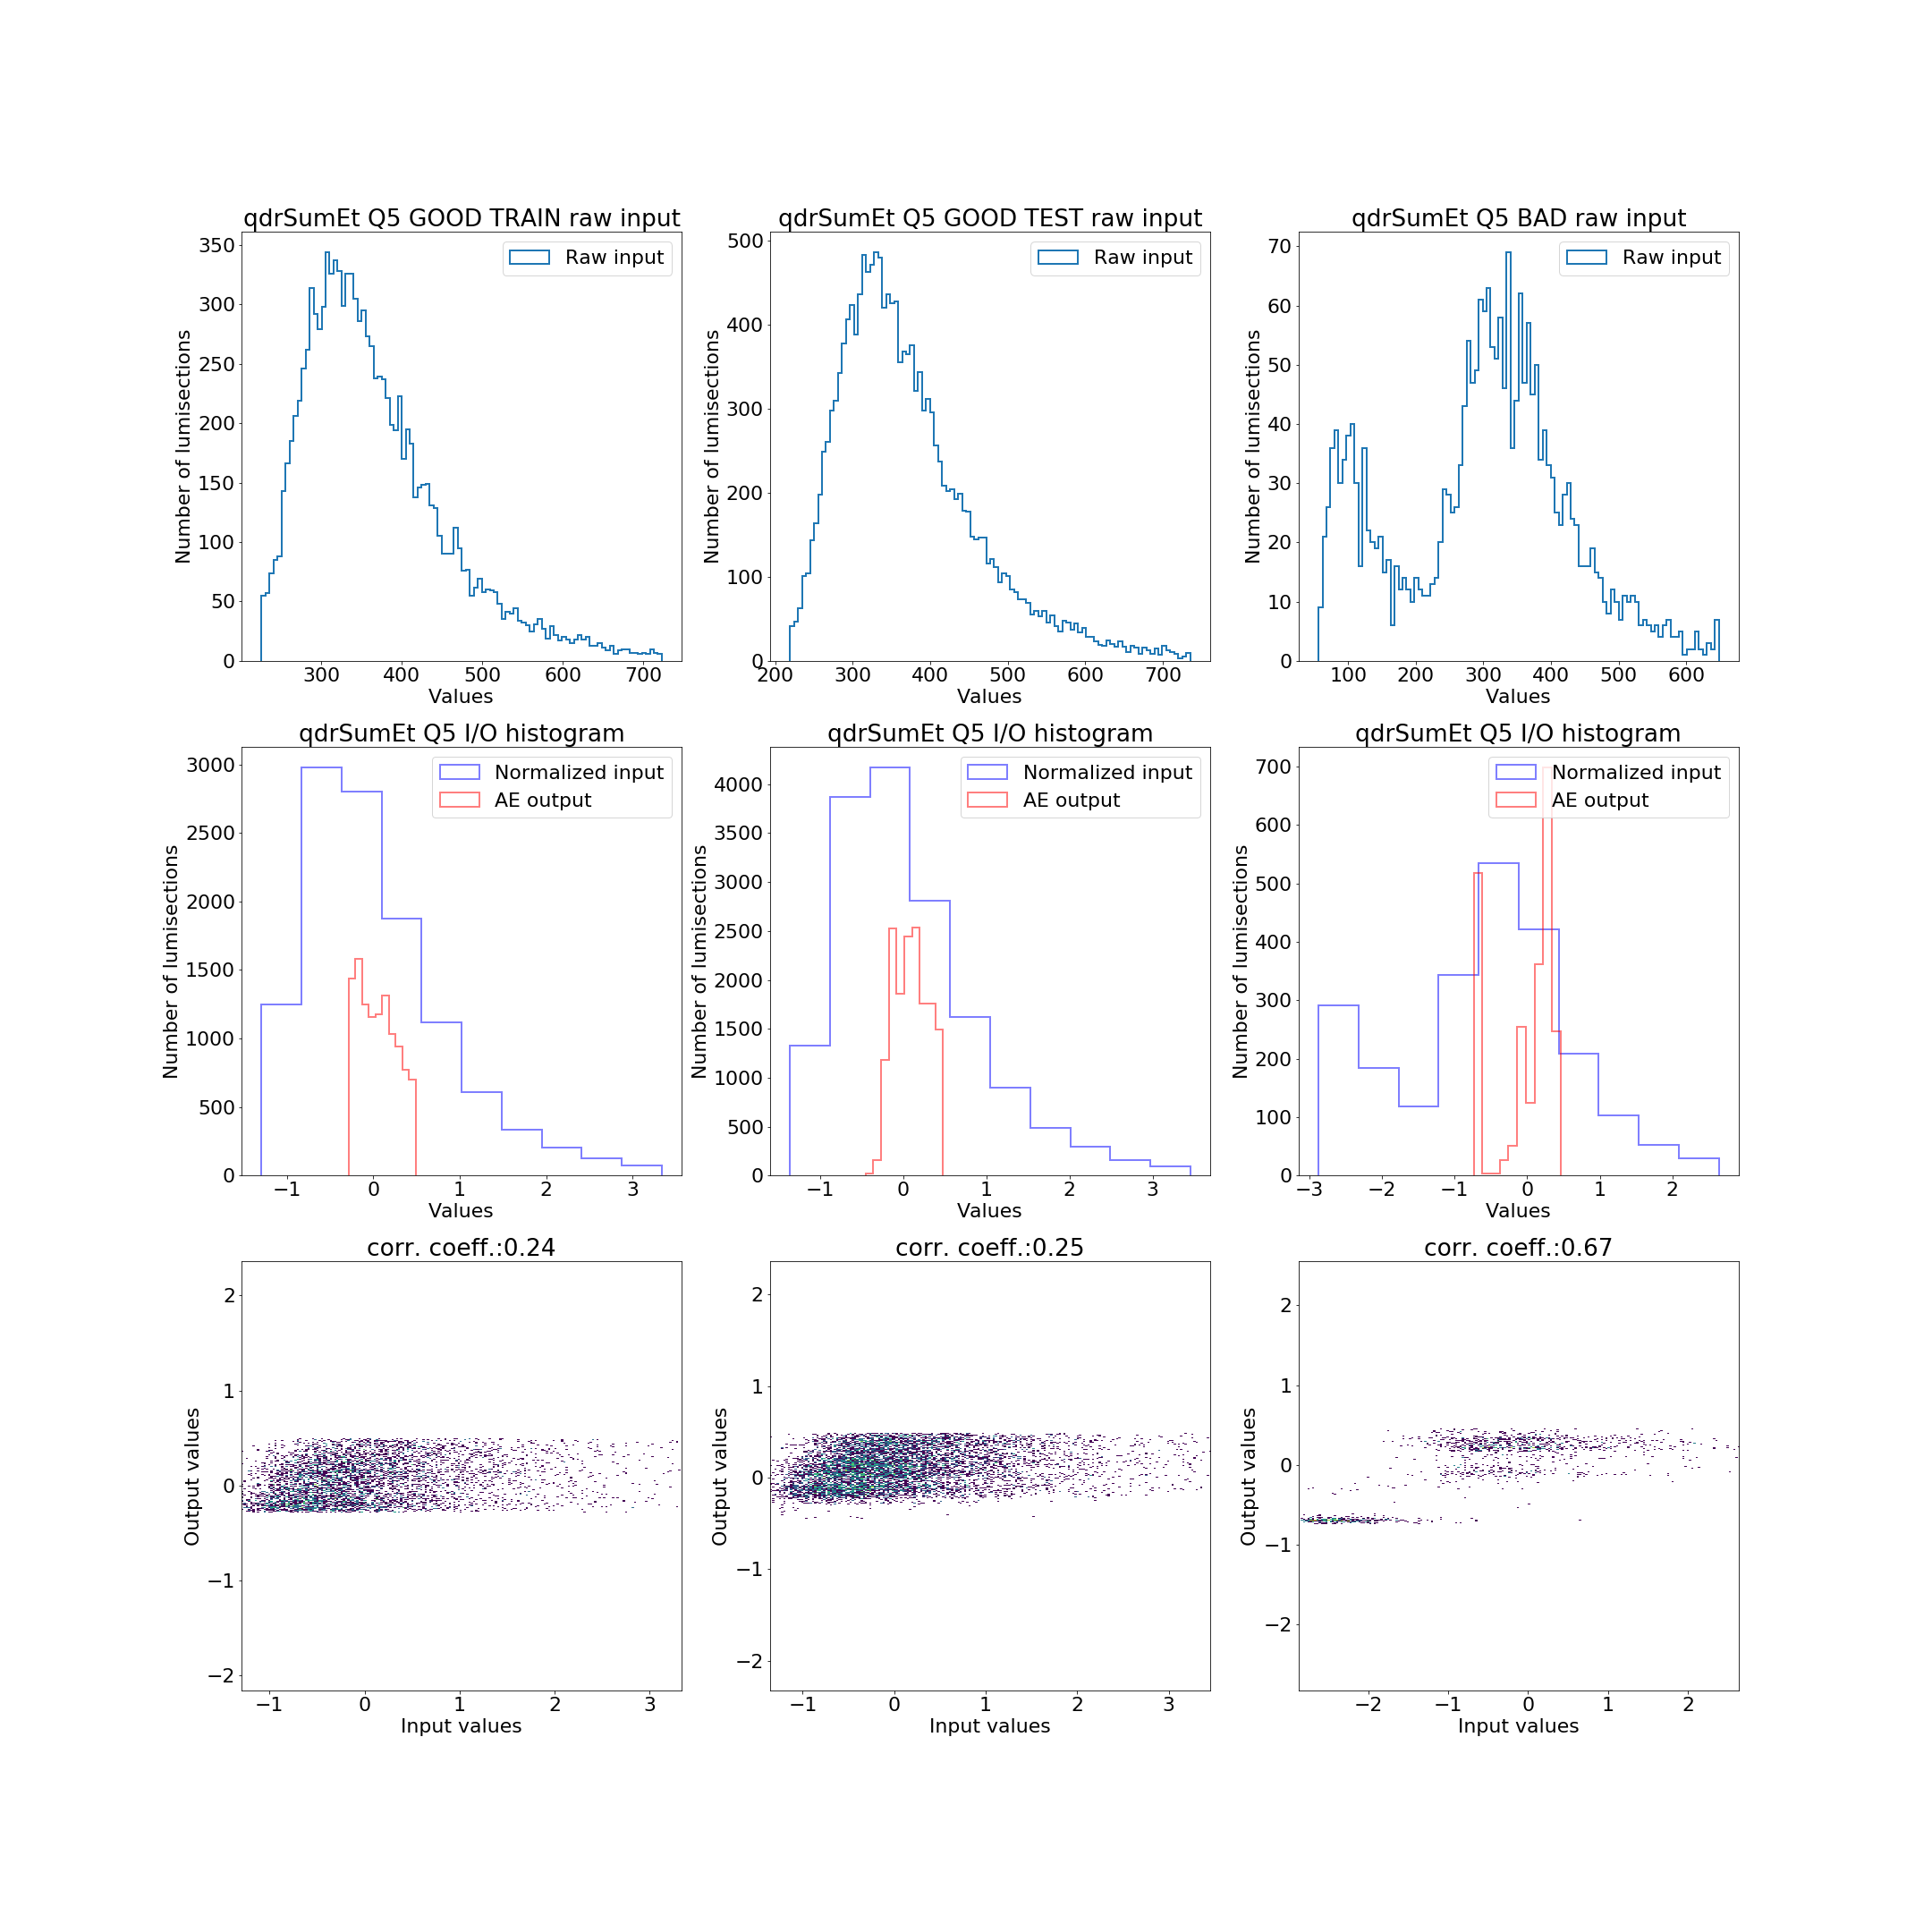 qdrSumEt Q5 GOOD TRAIN raw input
Raw input
350
300
250
200
150
100
50
0
Number of lumisections
300 400 500 600 700
Values
qdrSumEt Q5 GOOD TEST raw input
Raw input
500
400
300
200
100
0
Number of lumisections
200 300 400 500 600 700
Values
qdrSumEt Q5 BAD raw input
Raw input
70
60
50
40
30
20
10
0
Number of lumisections
100 200 300 400 500 600
Values
qdrSumEt Q5 I/O histogram
Normalized input
AE output
3000
2500
2000
1500
1000
500
0
Number of lumisections
−1 0 1 2 3
Values
qdrSumEt Q5 I/O histogram
Normalized input
AE output
4000
3500
3000
2500
2000
1500
1000
500
0
Number of lumisections
−1 0 1 2 3
Values
qdrSumEt Q5 I/O histogram
Normalized input
AE output
700
600
500
400
300
200
100
0
Number of lumisections
−3 −2 −1 0 1 2
Values
corr. coeff.:0.24
2
1
0
−1
−2
Output values
−1 0 1 2 3
Input values
corr. coeff.:0.25
2
1
0
−1
−2
Output values
−1 0 1 2 3
Input values
corr. coeff.:0.67
2
1
0
−1
−2
Output values
−2 −1 0 1 2
Input values